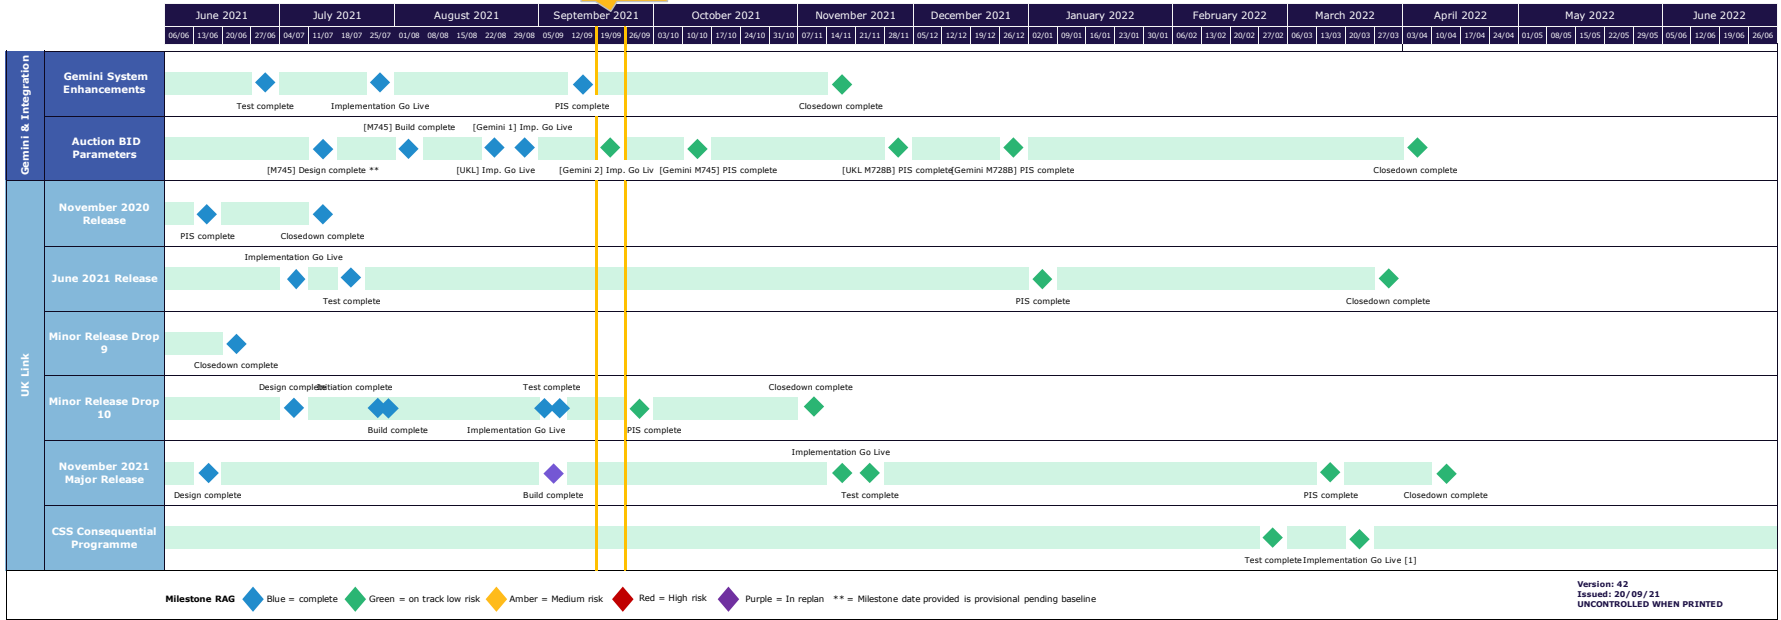 June 2021 July 2021 August 2021 September 2021 October 2021 November 2021 December 2021 January 2022 February 2022 March 2022 April 2022 May 2022 June 2022
06/06 13/06 20/06 27/06 04/07 11/07 18/07 25/07 01/08 08/08 15/08 22/08 29/08 05/09 12/09 19/09 26/09 03/10 10/10 17/10 24/10 31/10 07/11 14/11 21/11 28/11 05/12 12/12 19/12 26/12 02/01 09/01 16/01 23/01 30/01 06/02 13/02 20/02 27/02 06/03 13/03 20/03 27/03 03/04 10/04 17/04 24/04 01/05 08/05 15/05 22/05 29/05 05/06 12/06 19/06 26/06
Gemini & Integration
Gemini System
Enhancements
Test complete Implementation Go Live PIS complete Closedown complete
[M745] Build complete [Gemini 1] Imp. Go Live
Auction BID
Parameters
[M745] Design complete ** [UKL] Imp. Go Live [Gemini 2] Imp. Go Liv [Gemini M745] PIS complete [UKL M728B] PIS complete [Gemini M728B] PIS complete Closedown complete
UK Link
November 2020
Release
PIS complete Closedown complete
Implementation Go Live
June 2021 Release
Test complete PIS complete Closedown complete
Minor Release Drop
9
Closedown complete
Design complete Initiation complete Test complete Closedown complete
Minor Release Drop
10
Build complete Implementation Go Live PIS complete
Implementation Go Live
November 2021
Major Release
Design complete Build complete Test complete PIS complete Closedown complete
CSS Consequential
Programme
Test complete Implementation Go Live [1]
Milestone RAG Blue = complete Green = on track low risk Amber = Medium risk Red = High risk Purple = In replan ** = Milestone date provided is provisional pending baseline
Version: 42
Issued: 20/09/21
UNCONTROLLED WHEN PRINTED